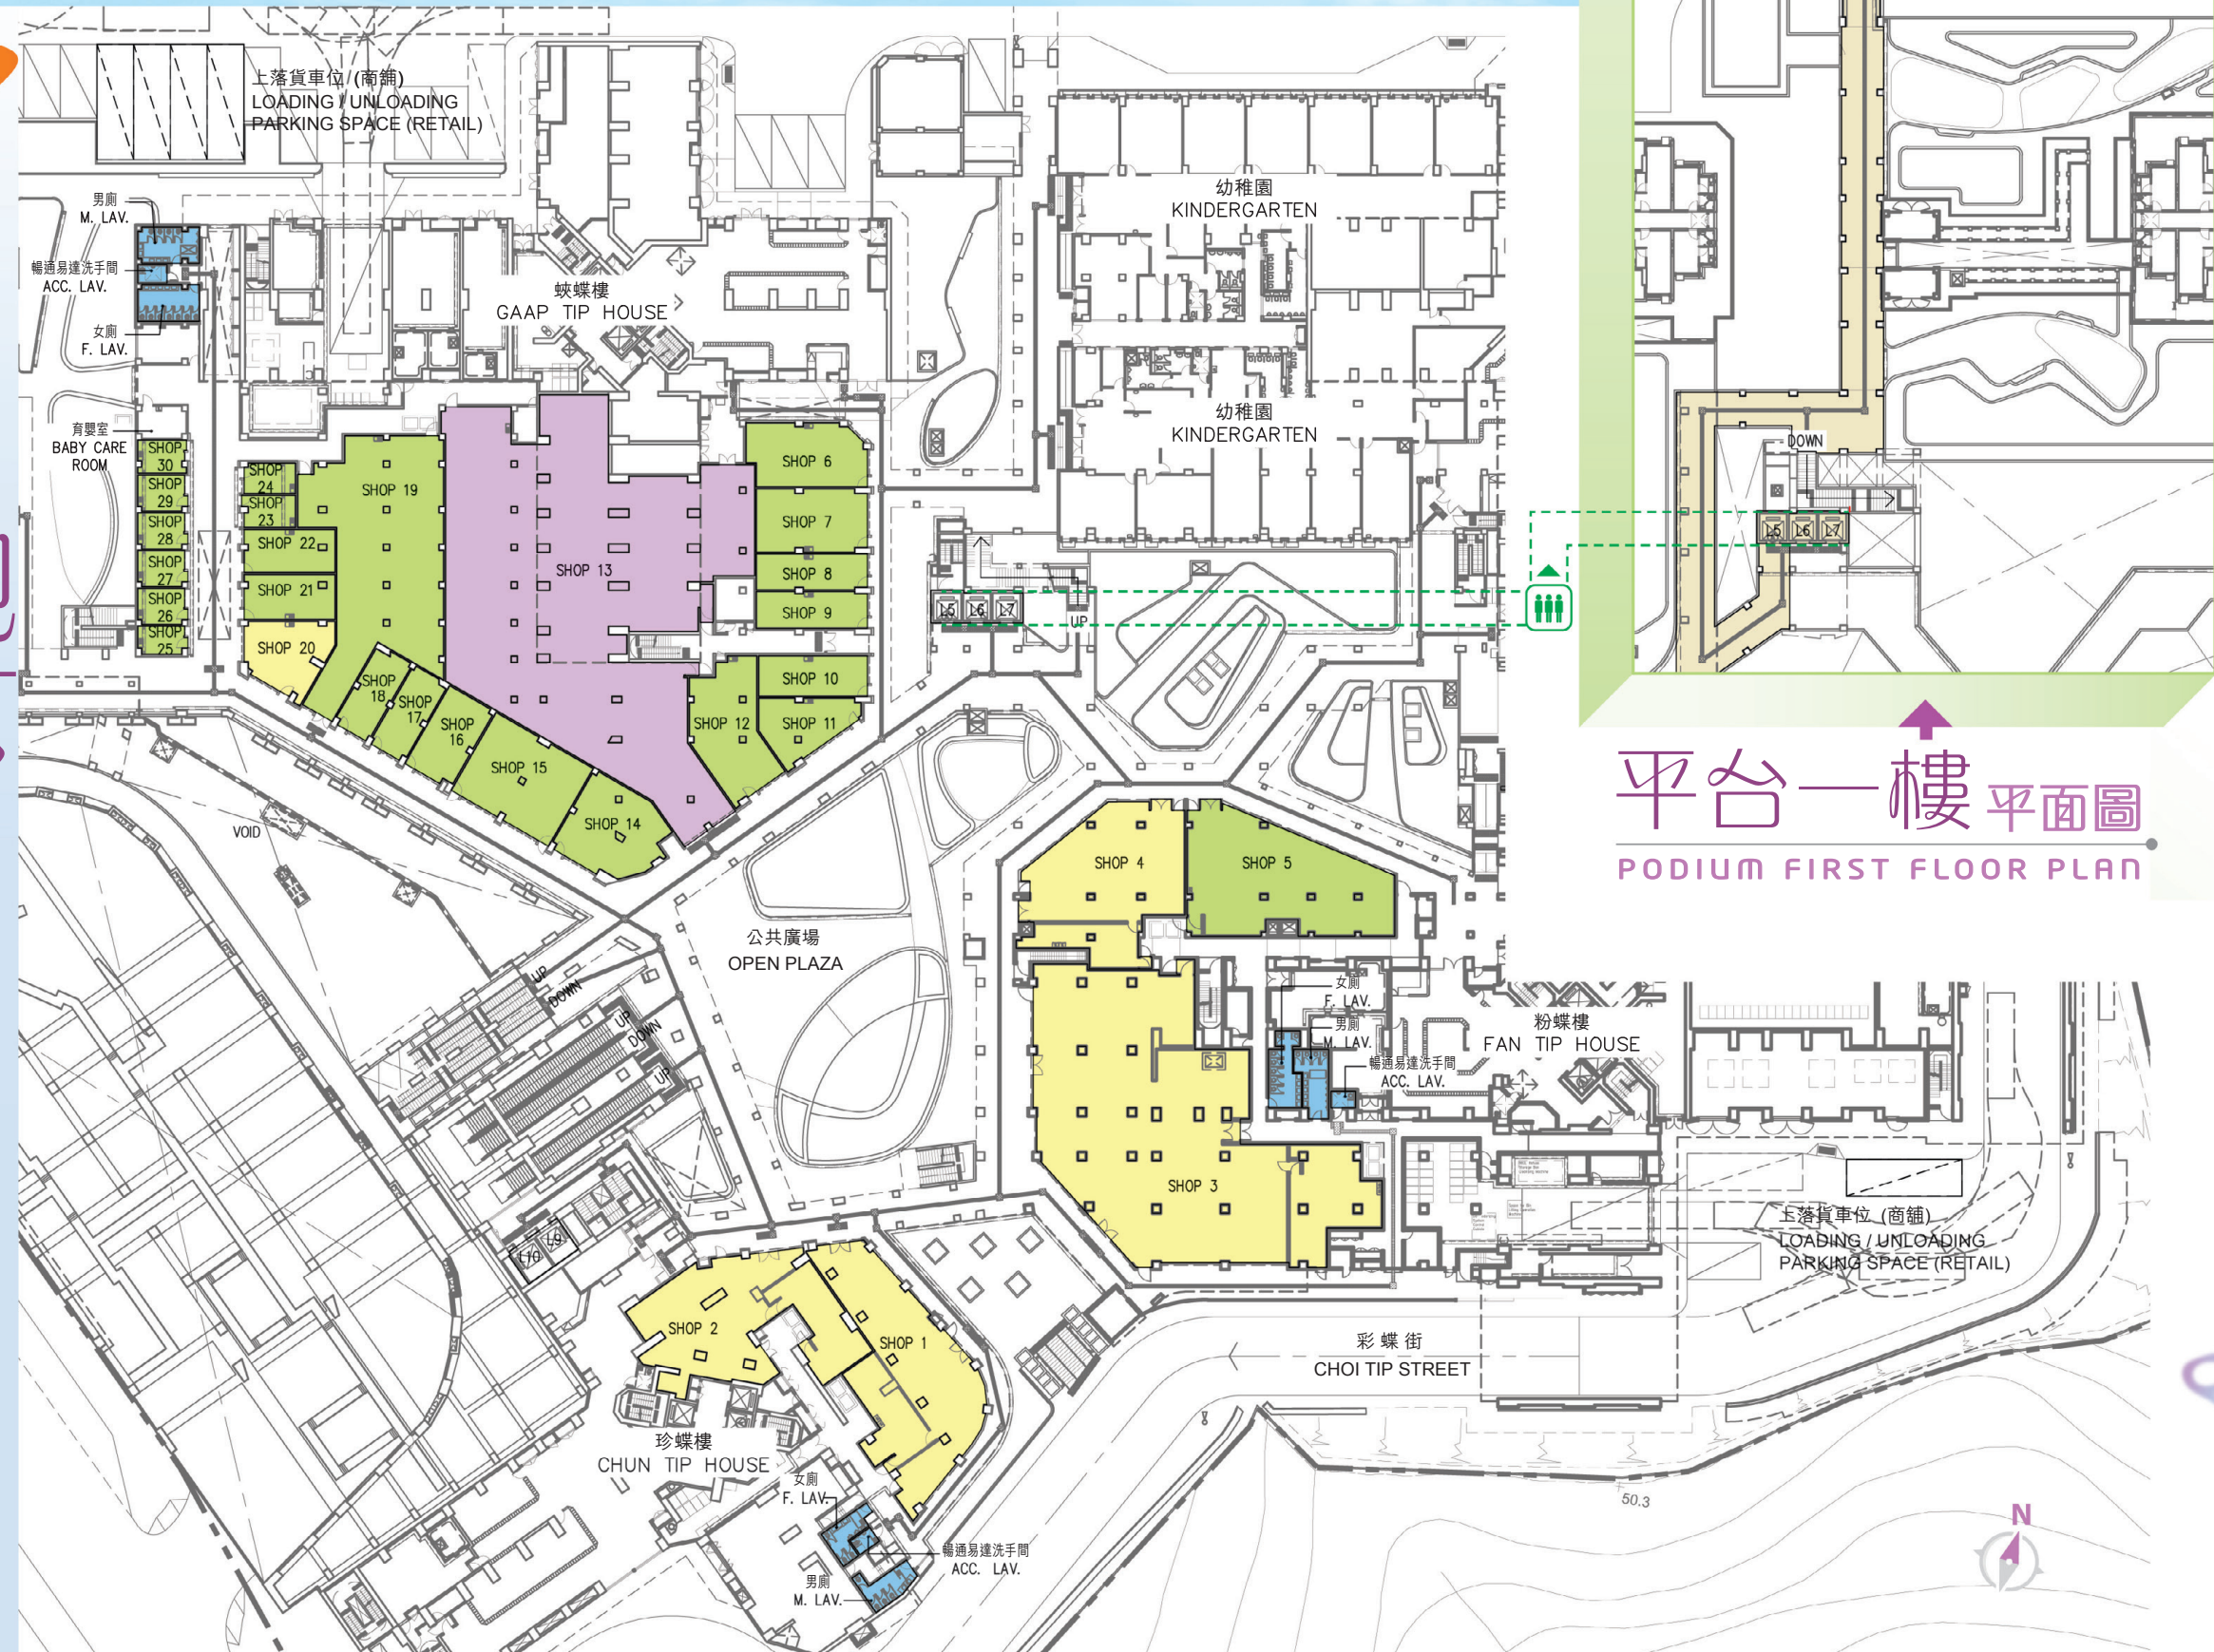 上落貨車位 (商舖)
LOADING / UNLOADING
PARKING SPACE (RETAIL)
男廁
M. LAV.
暢通易達洗手間
ACC. LAV.
女廁
F. LAV.
蛺蝶樓
GAAP TIP HOUSE
幼稚園
KINDERGARTEN
幼稚園
KINDERGARTEN
育嬰室
BABY CARE
ROOM
SHOP
30
SHOP
29
SHOP
28
SHOP
27
SHOP
26
SHOP
25
SHOP
24
SHOP
23
SHOP 22
SHOP 21
SHOP 20
SHOP 19
SHOP
18
SHOP
17
SHOP
16
SHOP 15
SHOP 14
SHOP 13
SHOP 6
SHOP 7
SHOP 8
SHOP 9
SHOP 10
SHOP 11
SHOP 12
L5 L6 L7
UP
DOWN
L5 L6 L7
平台一樓 平面圖
PODIUM FIRST FLOOR PLAN
VOID
公共廣場
OPEN PLAZA
UP
DOWN
UP
DOWN
UP
L10 L9
SHOP 4
SHOP 5
SHOP 3
女廁
F. LAV.
男廁
M. LAV.
暢通易達洗手間
ACC. LAV.
粉蝶樓
FAN TIP HOUSE
上落貨車位 (商舖)
LOADING / UNLOADING
PARKING SPACE (RETAIL)
SHOP 2
SHOP 1
彩蝶街
CHOI TIP STREET
珍蝶樓
CHUN TIP HOUSE
女廁
F. LAV.
暢通易達洗手間
ACC. LAV.
男廁
M. LAV.
50.3
N